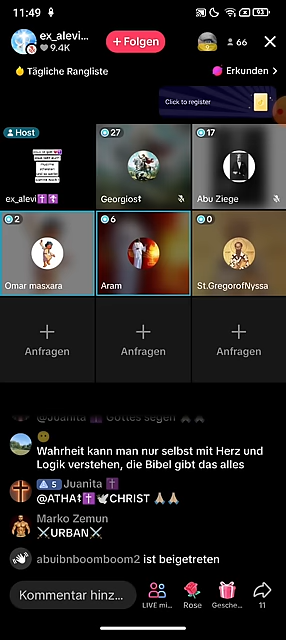 11:49
93
ex_alevi...
9.4K
+ Folgen
66
Tägliche Rangliste
Erkunden >
Click to register
Host
27
17
ex_alevi
Georgios
Abu Ziege
2
6
0
Omar masxara
Aram
St.GregorofNyssa
Anfragen
Anfragen
Anfragen
@Juanita Gottes segen
Wahrheit kann man nur selbst mit Herz und
Logik verstehen, die Bibel gibt das alles
5 Juanita
@ATHA CHRIST
Marko Zemun
URBAN
abuibnboomboom2 ist beigetreten
Kommentar hinz...
LIVE mi...
Rose
Gesche...
11